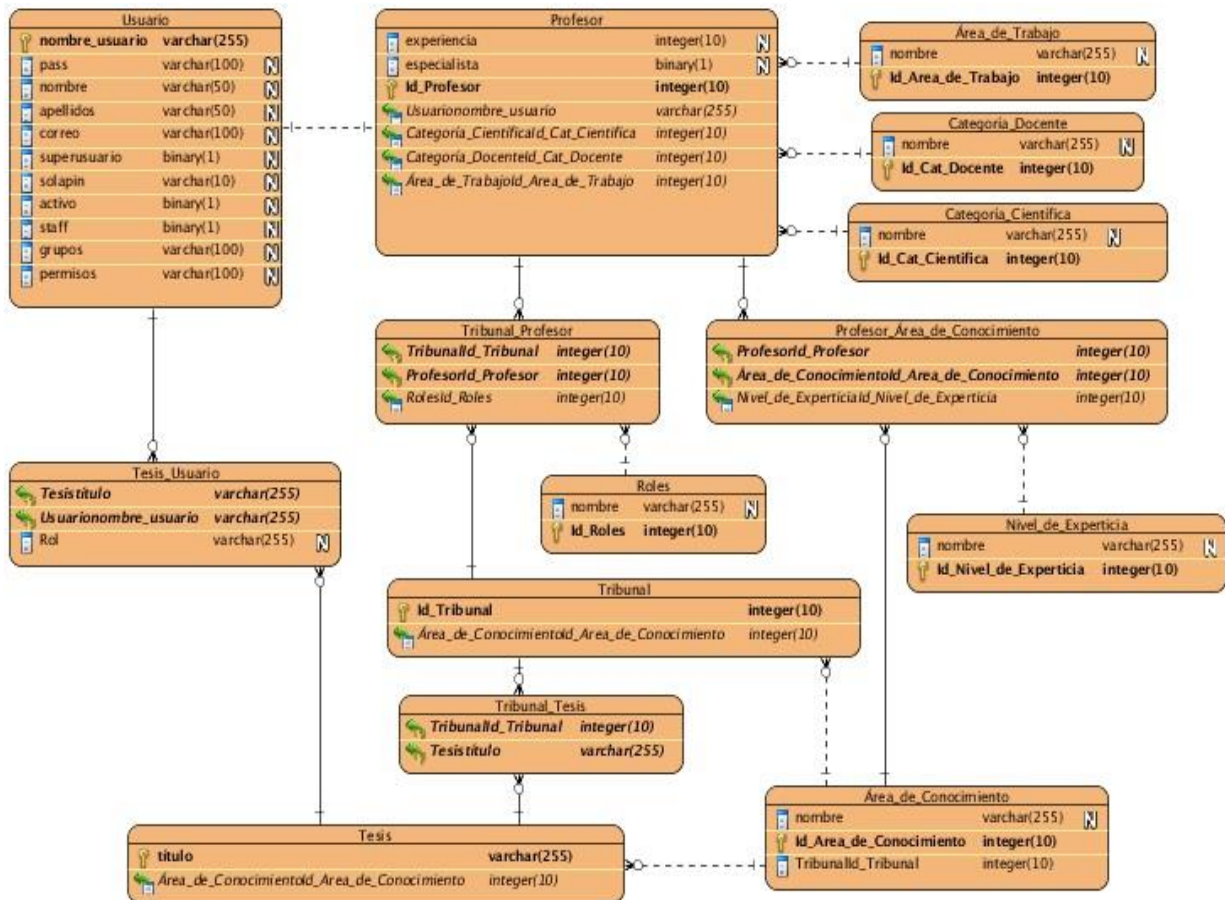 Usuario
nombre_usuario varchar(255)
pass varchar(100) N
nombre varchar(50) N
apellidos varchar(50) N
correo varchar(100) N
superusuario binary(1) N
solapin varchar(10) N
activo binary(1) N
staff binary(1) N
grupos varchar(100) N
permisos varchar(100) N
Profesor
experiencia integer(10) N
especialista binary(1) N
Id_Profesor integer(10)
Usuarionombre_usuario varchar(255)
Categoría_CientíficaId_Cat_Cientifica integer(10)
Categoría_DocenteId_Cat_Docente integer(10)
Área_de_TrabajoId_Area_de_Trabajo integer(10)
Área_de_Trabajo
nombre varchar(255) N
Id_Area_de_Trabajo integer(10)
Categoría_Docente
nombre varchar(255) N
Id_Cat_Docente integer(10)
Categoría_Científica
nombre varchar(255) N
Id_Cat_Cientifica integer(10)
Tribunal_Profesor
TribunalId_Tribunal integer(10)
ProfesorId_Profesor integer(10)
RolesId_Roles integer(10)
Profesor_Área_de_Conocimiento
ProfesorId_Profesor integer(10)
Área_de_ConocimientoId_Area_de_Conocimiento integer(10)
Nivel_de_ExperticiaId_Nivel_de_Experticia integer(10)
Tesis_Usuario
Tesistítulo varchar(255)
Usuarionombre_usuario varchar(255)
Rol varchar(255) N
Roles
nombre varchar(255) N
Id_Roles integer(10)
Nivel_de_Experticia
nombre varchar(255) N
Id_Nivel_de_Experticia integer(10)
Tribunal
Id_Tribunal integer(10)
Área_de_ConocimientoId_Area_de_Conocimiento integer(10)
Tribunal_Tesis
TribunalId_Tribunal integer(10)
Tesistítulo varchar(255)
Tesis
título varchar(255)
Área_de_ConocimientoId_Area_de_Conocimiento integer(10)
Área_de_Conocimiento
nombre varchar(255) N
Id_Area_de_Conocimiento integer(10)
TribunalId_Tribunal integer(10)